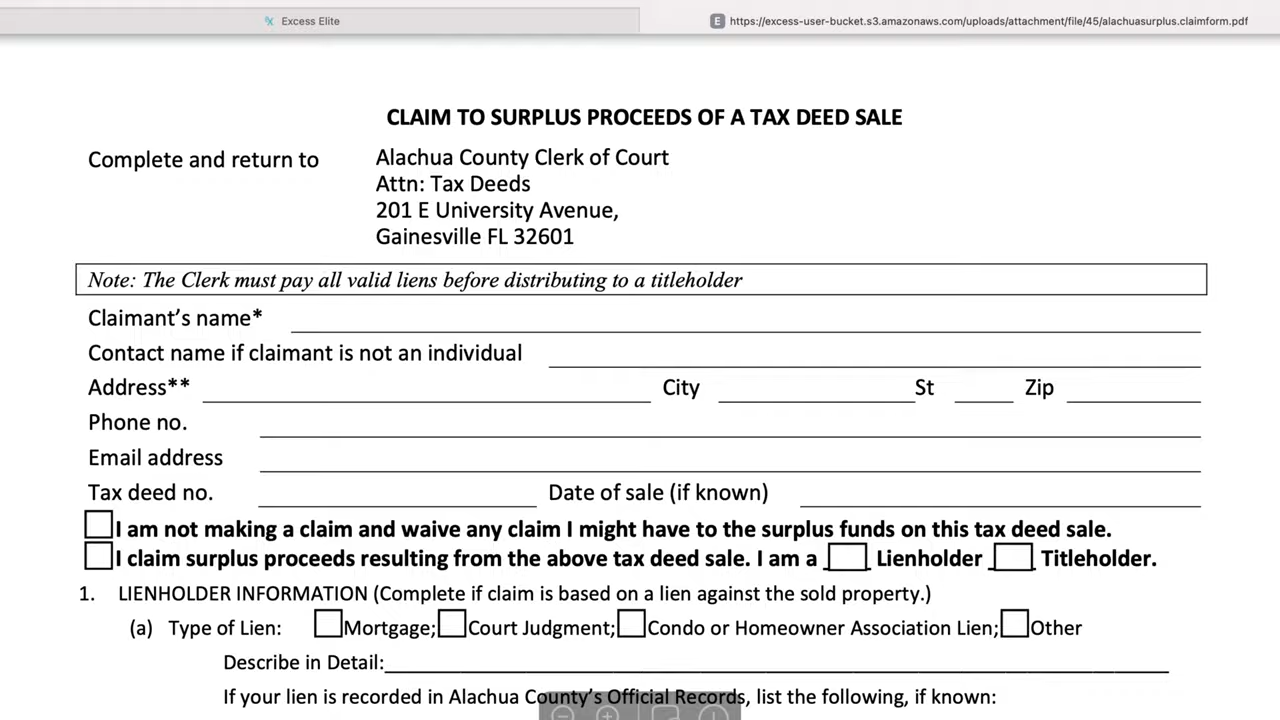 Excess Elite
E https://excess-user-bucket.s3.amazonaws.com/uploads/attachment/file/45/alachuasurplus.claimform.pdf
CLAIM TO SURPLUS PROCEEDS OF A TAX DEED SALE
Complete and return to Alachua County Clerk of Court
Attn: Tax Deeds
201 E University Avenue,
Gainesville FL 32601
Note: The Clerk must pay all valid liens before distributing to a titleholder
Claimant's name*
Contact name if claimant is not an individual
Address** City St Zip
Phone no.
Email address
Tax deed no. Date of sale (if known)
I am not making a claim and waive any claim I might have to the surplus funds on this tax deed sale.
I claim surplus proceeds resulting from the above tax deed sale. I am a Lienholder Titleholder.
1. LIENHOLDER INFORMATION (Complete if claim is based on a lien against the sold property.)
(a) Type of Lien: Mortgage; Court Judgment; Condo or Homeowner Association Lien; Other
Describe in Detail:
If your lien is recorded in Alachua County's Official Records, list the following, if known: